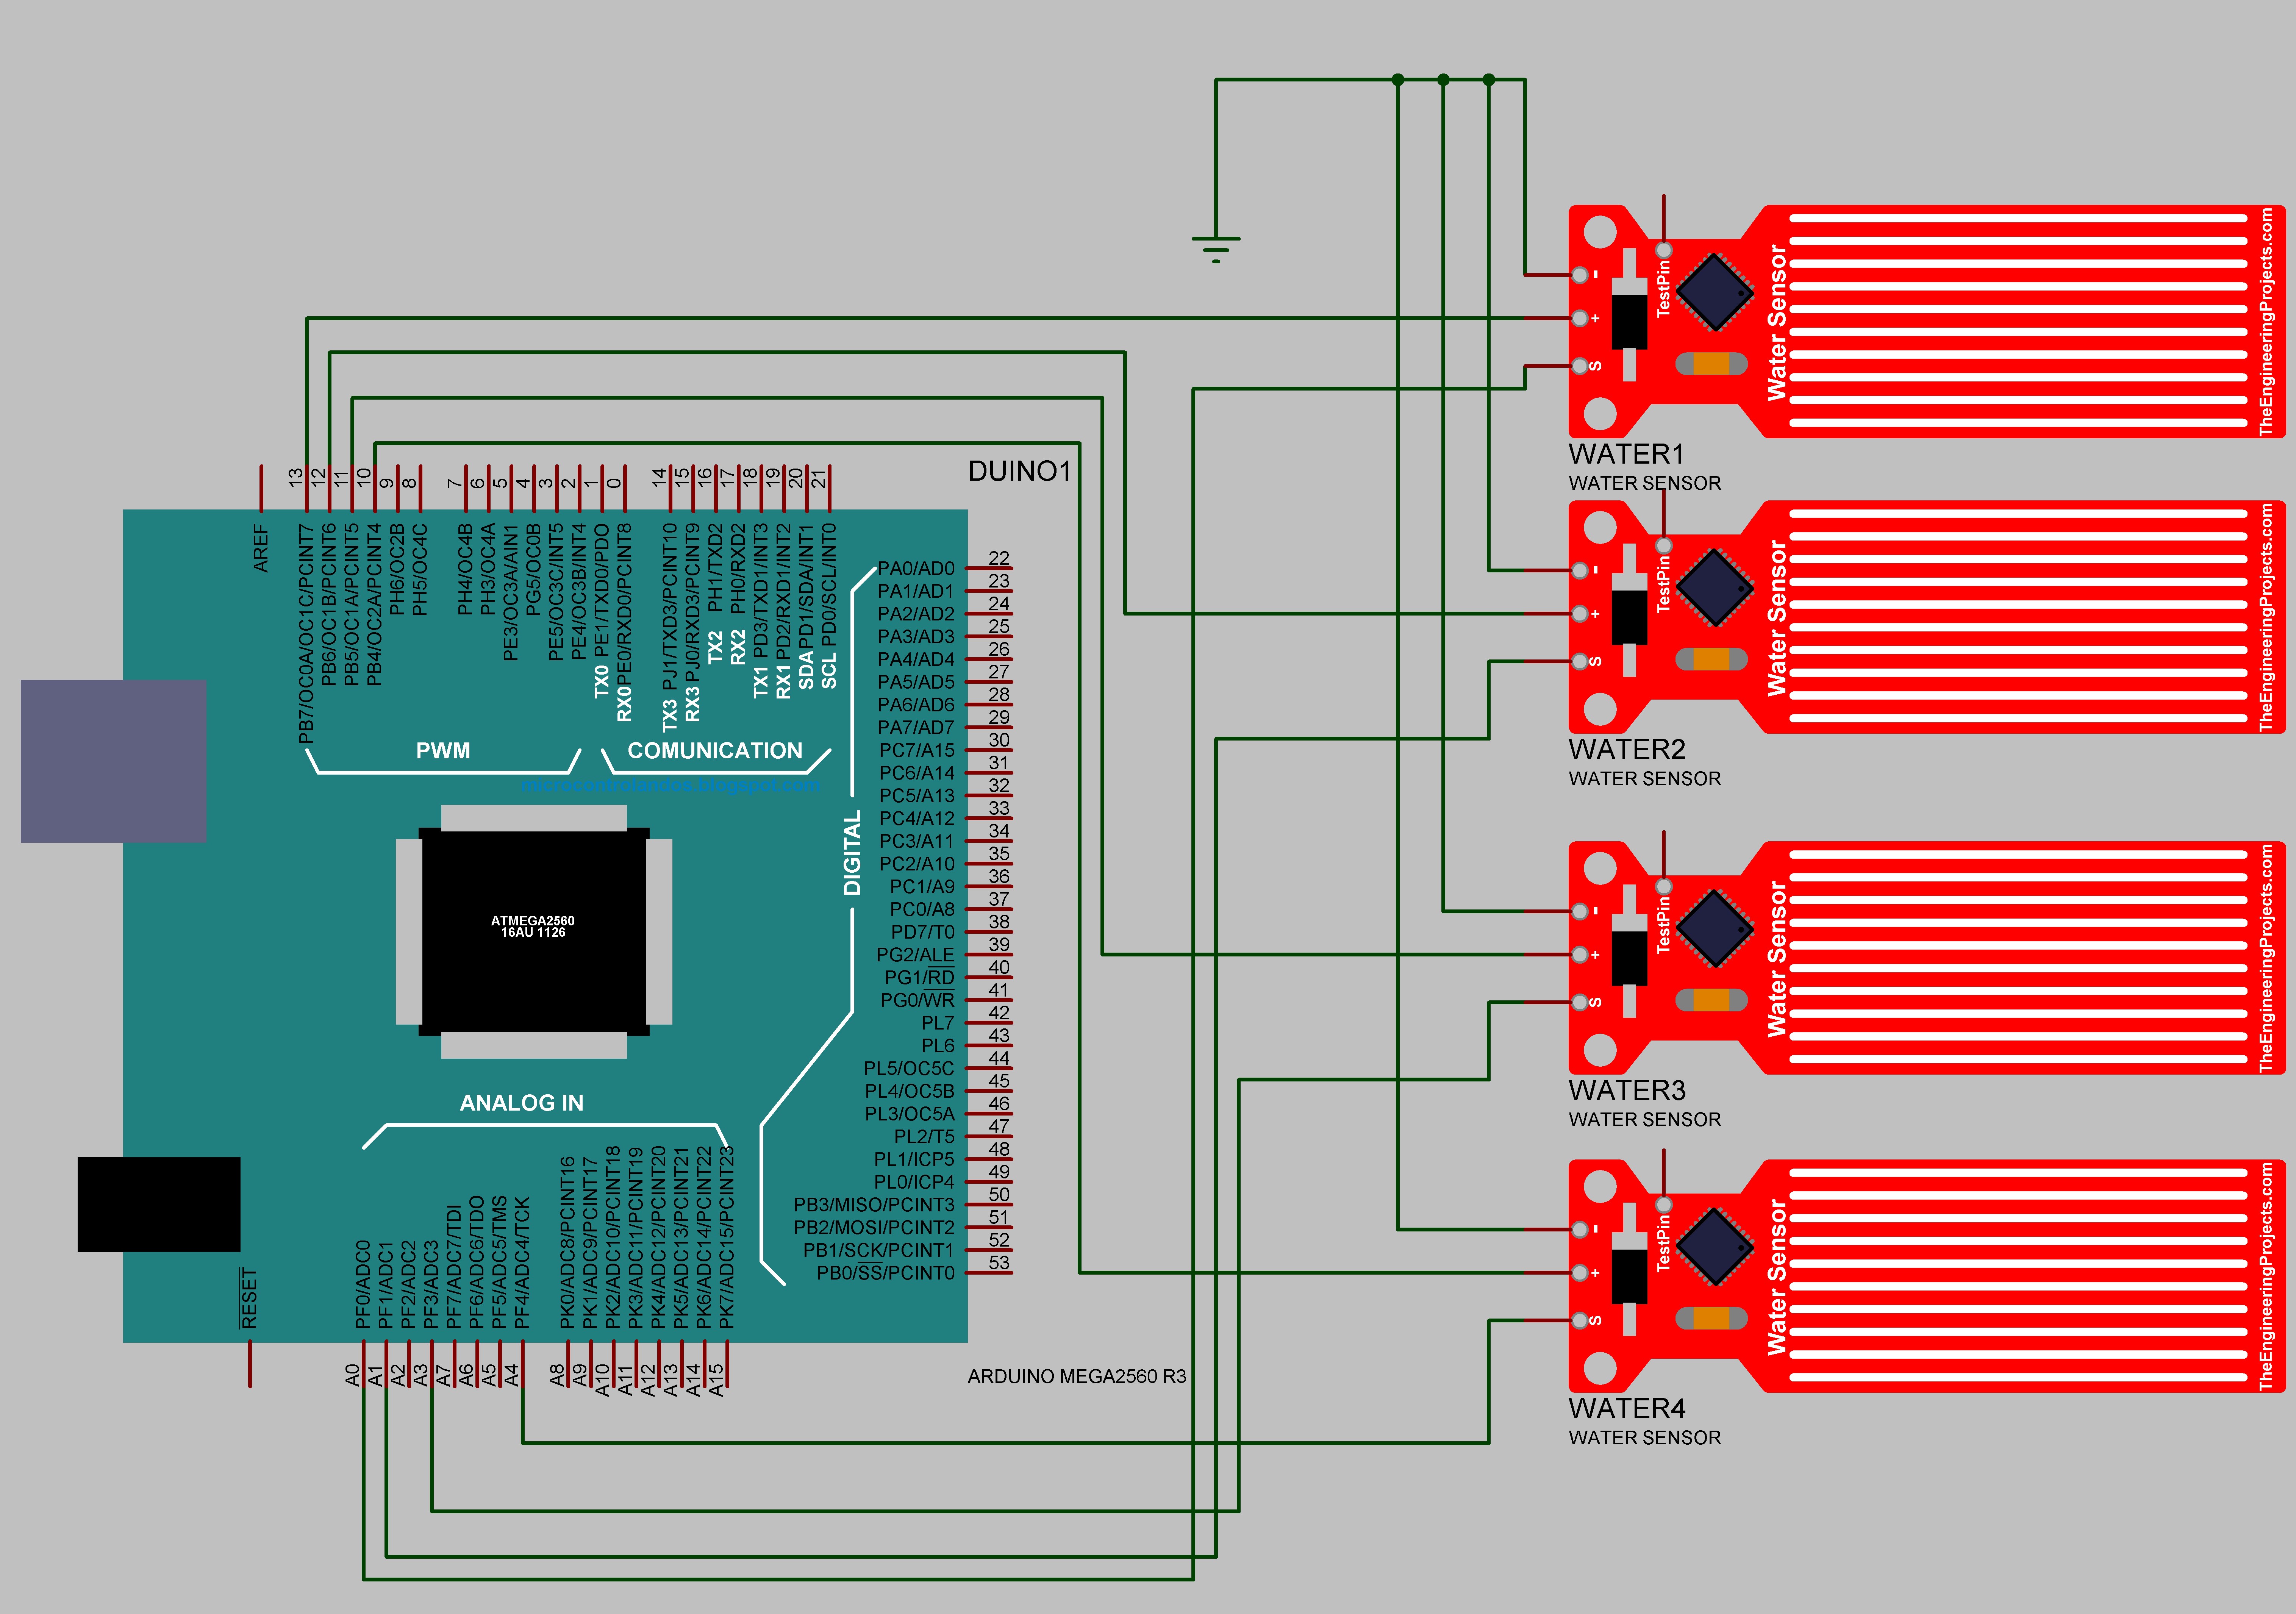 DUINO1
13
12
11
10
9
8
7
6
5
4
3
2
1
0
14
15
16
17
18
19
20
21
AREF
PB7/OC0A/OC1C/PCINT7
PB6/OC1B/PCINT6
PB5/OC1A/PCINT5
PB4/OC2A/PCINT4
PH6/OC2B
PH5/OC4C
PH4/OC4B
PH3/OC4A
PE3/OC3A/AIN1
PG5/OC0B
PE5/OC3C/INT5
PE4/OC3B/INT4
TX0 PE1/TXD0/PDO
RX0 PE0/RXD0/PCINT8
TX3 PJ1/TXD3/PCINT10
RX3 PJ0/RXD3/PCINT9
TX2 PH1/TXD2
RX2 PH0/RXD2
TX1 PD3/TXD1/INT3
RX1 PD2/RXD1/INT2
SDA PD1/SDA/INT1
SCL PD0/SCL/INT0
PWM
COMUNICATION
microcontrolandos.blogspot.com
DIGITAL
PA0/AD0 22
PA1/AD1 23
PA2/AD2 24
PA3/AD3 25
PA4/AD4 26
PA5/AD5 27
PA6/AD6 28
PA7/AD7 29
PC7/A15 30
PC6/A14 31
PC5/A13 32
PC4/A12 33
PC3/A11 34
PC2/A10 35
PC1/A9 36
PC0/A8 37
PD7/T0 38
PG2/ALE 39
PG1/RD 40
PG0/WR 41
PL7 42
PL6 43
PL5/OC5C 44
PL4/OC5B 45
PL3/OC5A 46
PL2/T5 47
PL1/ICP5 48
PL0/ICP4 49
PB3/MISO/PCINT3 50
PB2/MOSI/PCINT2 51
PB1/SCK/PCINT1 52
PB0/SS/PCINT0 53
ATMEGA2560
16AU 1126
ANALOG IN
RESET
PF0/ADC0
PF1/ADC1
PF2/ADC2
PF3/ADC3
PF7/ADC7/TDI
PF6/ADC6/TDO
PF5/ADC5/TMS
PF4/ADC4/TCK
PK0/ADC8/PCINT16
PK1/ADC9/PCINT17
PK2/ADC10/PCINT18
PK3/ADC11/PCINT19
PK4/ADC12/PCINT20
PK5/ADC13/PCINT21
PK6/ADC14/PCINT22
PK7/ADC15/PCINT23
A0
A1
A2
A3
A7
A6
A5
A4
A8
A9
A10
A11
A12
A13
A14
A15
ARDUINO MEGA2560 R3
-
+
S
TestPin
Water Sensor
TheEngineeringProjects.com
WATER1
WATER SENSOR
-
+
S
TestPin
Water Sensor
TheEngineeringProjects.com
WATER2
WATER SENSOR
-
+
S
TestPin
Water Sensor
TheEngineeringProjects.com
WATER3
WATER SENSOR
-
+
S
TestPin
Water Sensor
TheEngineeringProjects.com
WATER4
WATER SENSOR